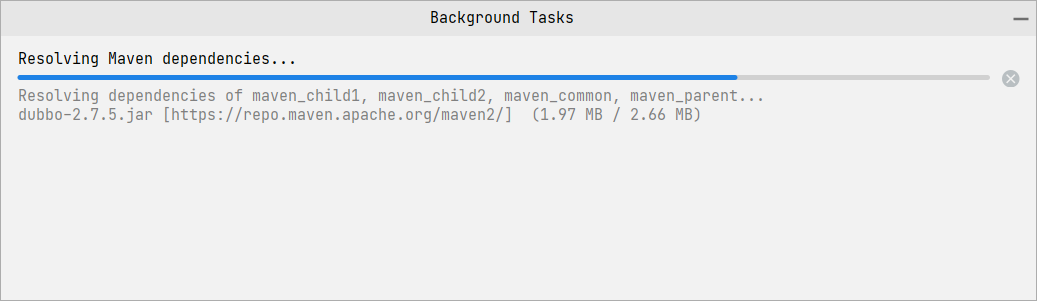 Background Tasks
Resolving Maven dependencies...
Resolving dependencies of maven_child1, maven_child2, maven_common, maven_parent...
dubbo-2.7.5.jar [https://repo.maven.apache.org/maven2/]  (1.97 MB / 2.66 MB)